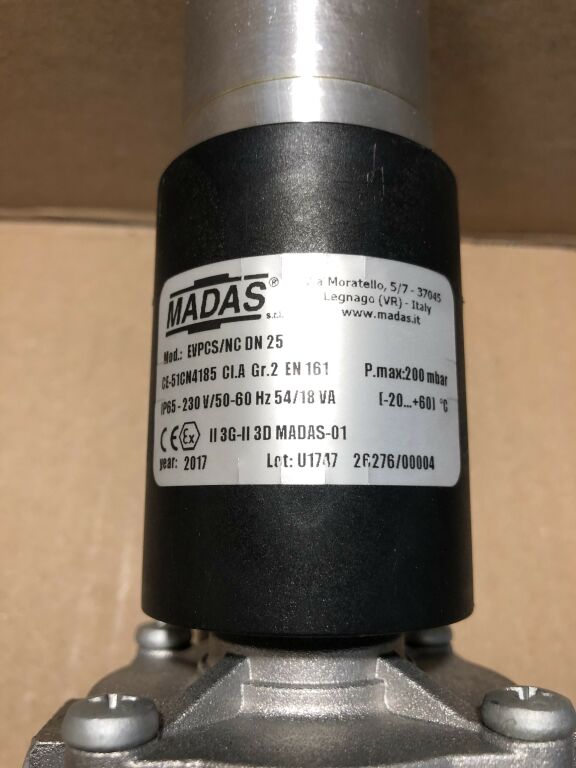 MADAS®
s.r.l.
Moratello, 5/7 - 37045
Legnago (VR) - Italy
www.madas.it
Mod.: EVPCS/NC DN 25
CE-51CN4185 Cl.A Gr.2 EN 161 P.max:200 mbar
IP65 - 230 V/50-60 Hz 54/18 VA [-20...+60] °C
CE Ex II 3G-II 3D MADAS-01
year: 2017 Lot: U1747 26276/00004